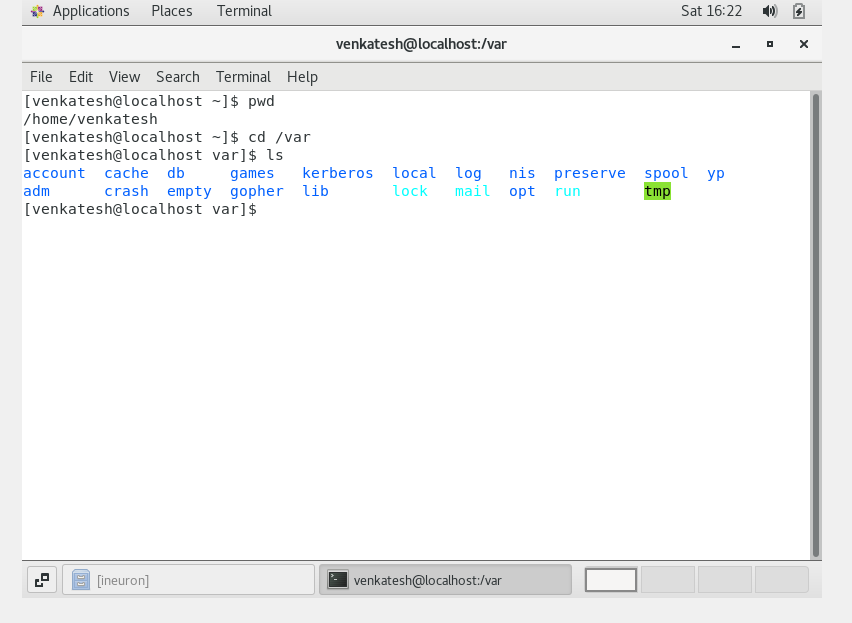 Applications Places Terminal Sat 16:22
venkatesh@localhost:/var
File Edit View Search Terminal Help
[venkatesh@localhost ~]$ pwd
/home/venkatesh
[venkatesh@localhost ~]$ cd /var
[venkatesh@localhost var]$ ls
account cache db games kerberos local log nis preserve spool yp
adm crash empty gopher lib lock mail opt run tmp
[venkatesh@localhost var]$
[ineuron] venkatesh@localhost:/var